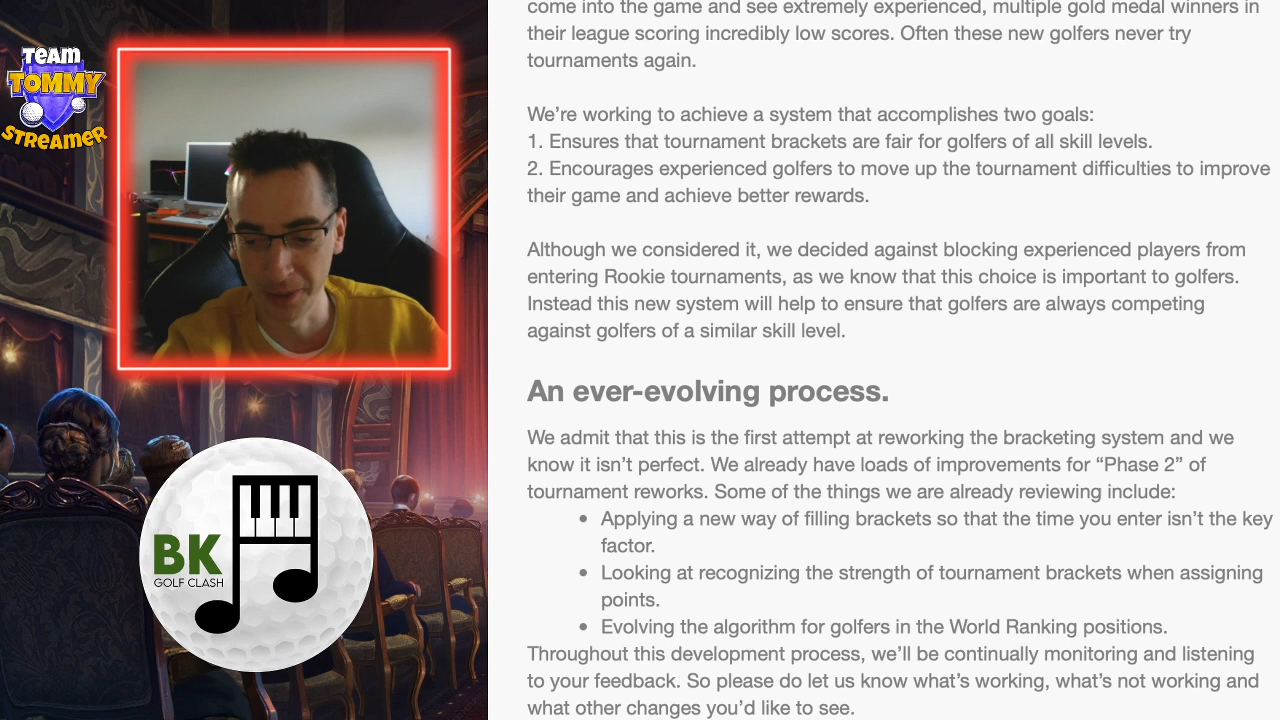 TEAM
TOMMY
STREAMER
BK
GOLF CLASH
come into the game and see extremely experienced, multiple gold medal winners in
their league scoring incredibly low scores. Often these new golfers never try
tournaments again.
We’re working to achieve a system that accomplishes two goals:
1. Ensures that tournament brackets are fair for golfers of all skill levels.
2. Encourages experienced golfers to move up the tournament difficulties to improve
their game and achieve better rewards.
Although we considered it, we decided against blocking experienced players from
entering Rookie tournaments, as we know that this choice is important to golfers.
Instead this new system will help to ensure that golfers are always competing
against golfers of a similar skill level.
An ever-evolving process.
We admit that this is the first attempt at reworking the bracketing system and we
know it isn’t perfect. We already have loads of improvements for “Phase 2” of
tournament reworks. Some of the things we are already reviewing include:
• Applying a new way of filling brackets so that the time you enter isn’t the key
factor.
• Looking at recognizing the strength of tournament brackets when assigning
points.
• Evolving the algorithm for golfers in the World Ranking positions.
Throughout this development process, we’ll be continually monitoring and listening
to your feedback. So please do let us know what’s working, what’s not working and
what other changes you’d like to see.